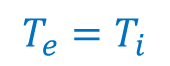 Tₑ = Tᵢ